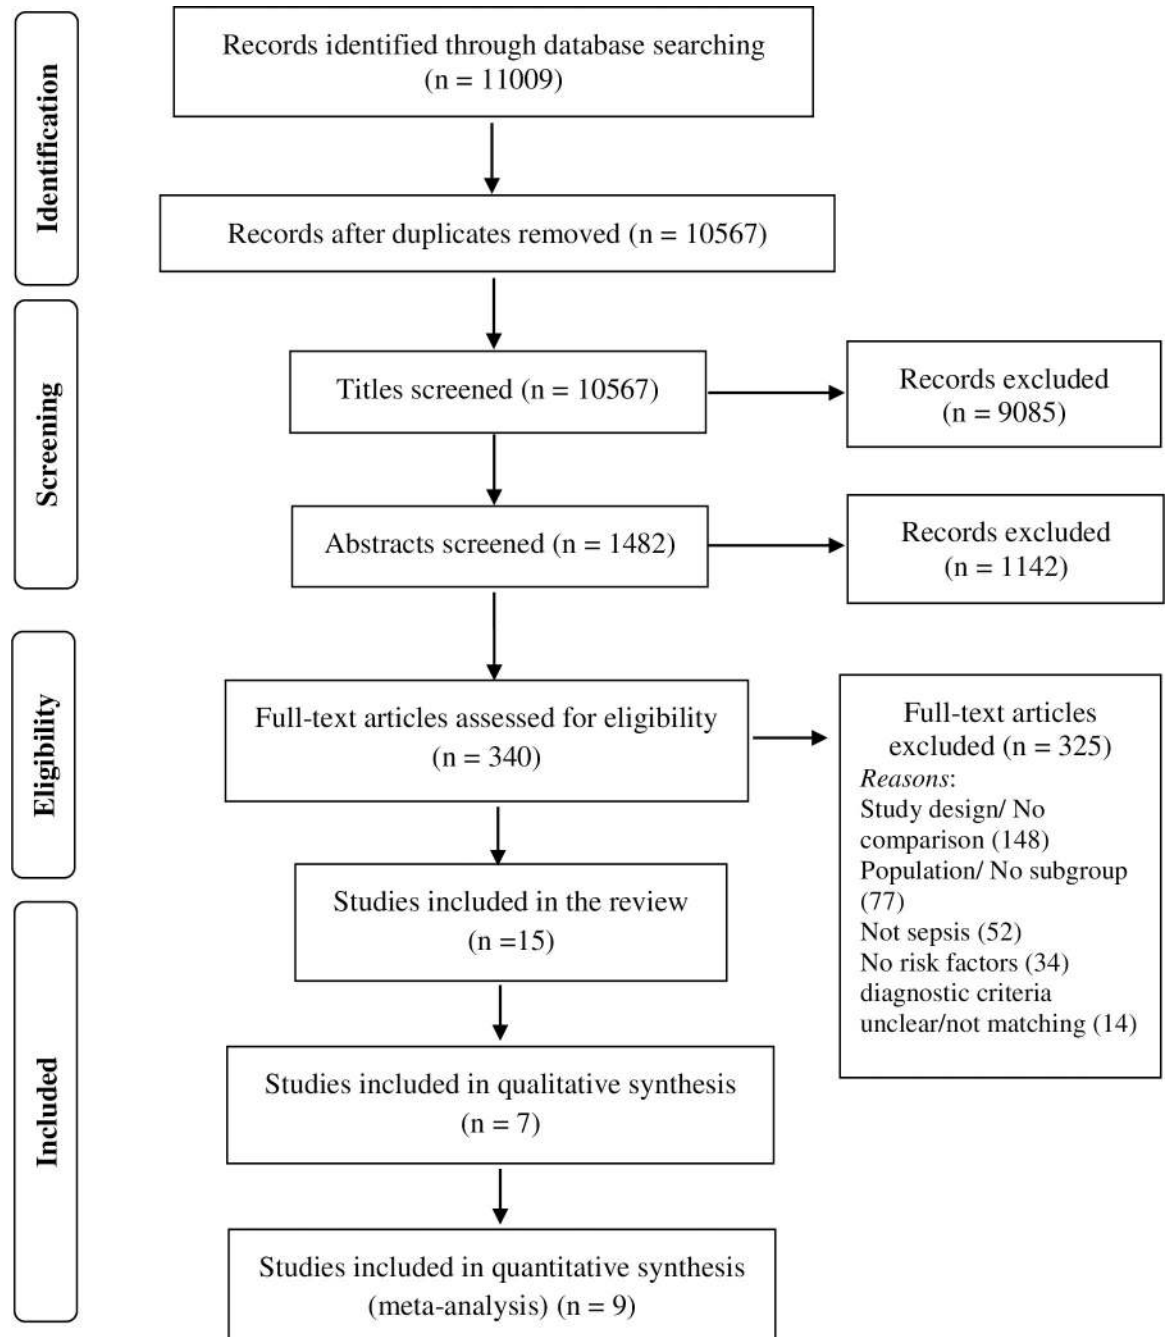 Identification
Records identified through database searching
(n = 11009)
Records after duplicates removed (n = 10567)
Screening
Titles screened (n = 10567)
Records excluded
(n = 9085)
Abstracts screened (n = 1482)
Records excluded
(n = 1142)
Eligibility
Full-text articles assessed for eligibility
(n = 340)
Full-text articles
excluded (n = 325)
Reasons:
Study design/ No
comparison (148)
Population/ No subgroup
(77)
Not sepsis (52)
No risk factors (34)
diagnostic criteria
unclear/not matching (14)
Included
Studies included in the review
(n =15)
Studies included in qualitative synthesis
(n = 7)
Studies included in quantitative synthesis
(meta-analysis) (n = 9)